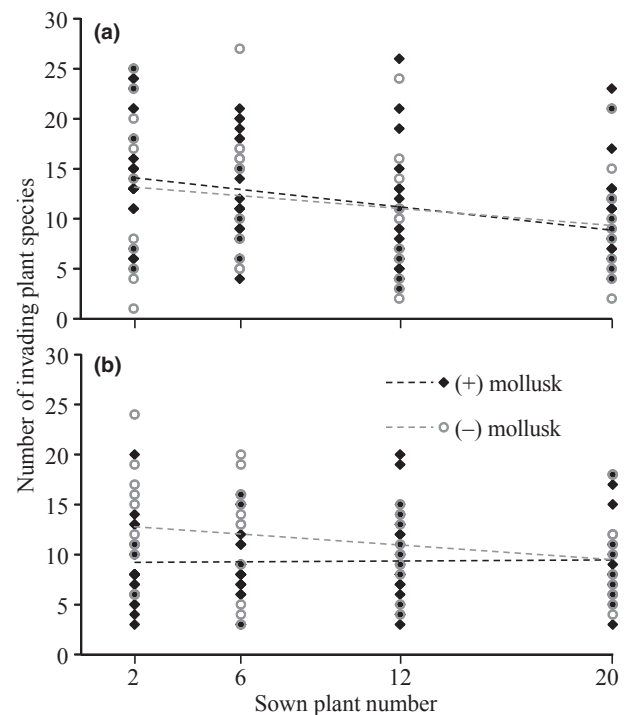 (a)
30
25
20
15
10
5
0
(b)
30
25
20
15
10
5
0
(+) mollusk
(–) mollusk
2 6 12 20
Sown plant number
Number of invading plant species